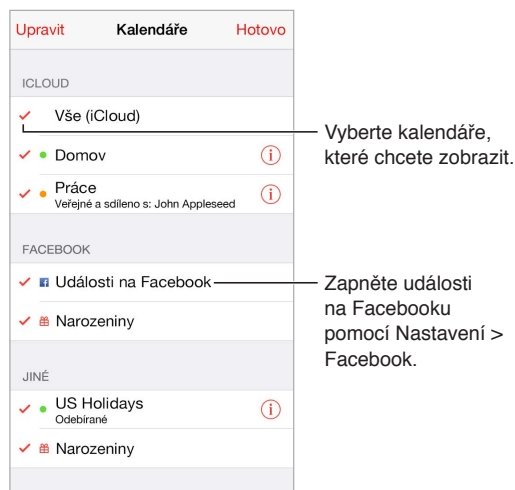 Upravit Kalendáře Hotovo
ICLOUD
Vše (iCloud)
Domov
Práce
Veřejné a sdíleno s: John Appleseed
FACEBOOK
Události na Facebook
Narozeniny
JINÉ
US Holidays
Odebírané
Narozeniny
Vyberte kalendáře,
které chcete zobrazit.
Zapněte události
na Facebooku
pomocí Nastavení >
Facebook.